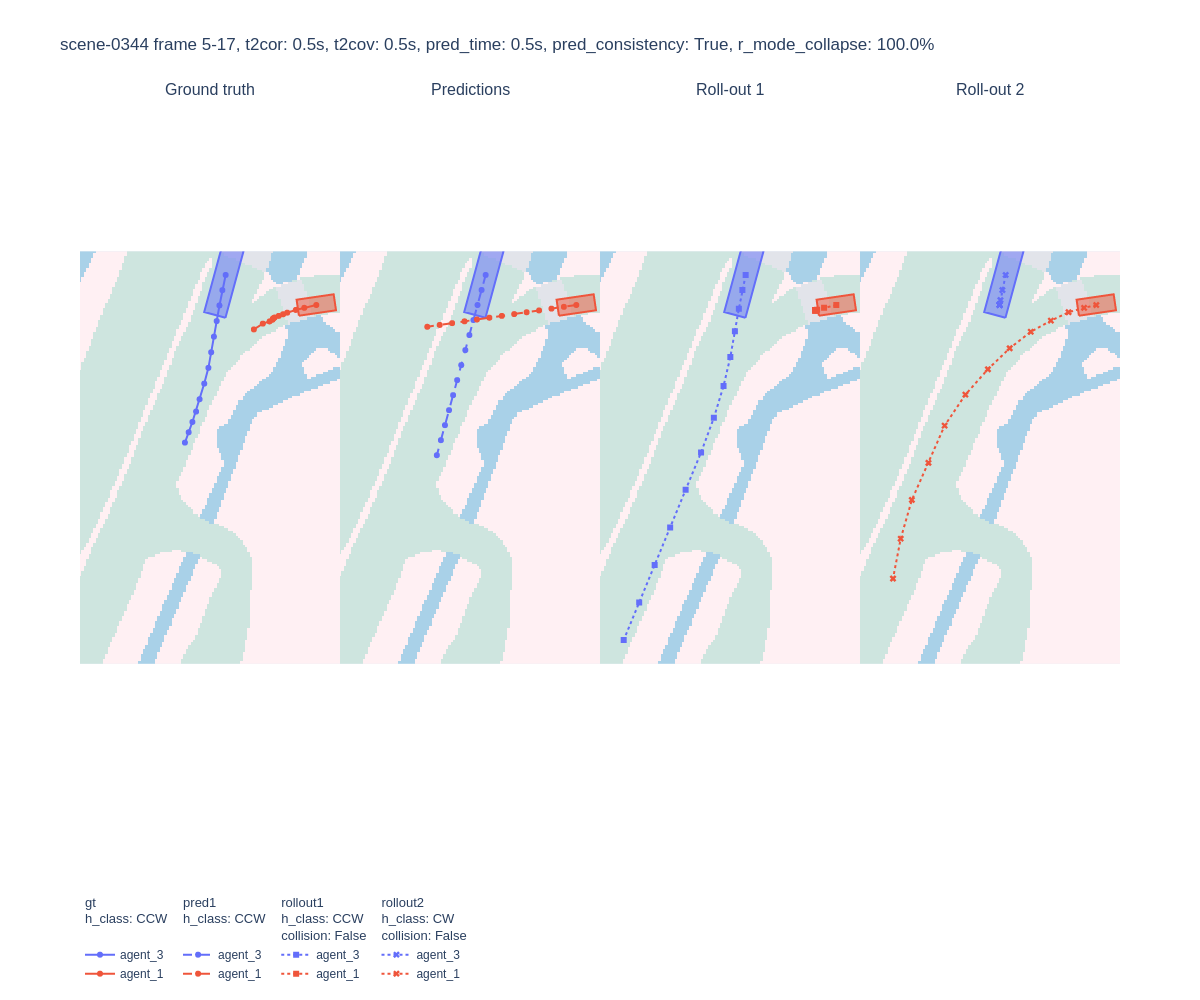 scene-0344 frame 5-17, t2cor: 0.5s, t2cov: 0.5s, pred_time: 0.5s, pred_consistency: True, r_mode_collapse: 100.0%
Ground truth
Predictions
Roll-out 1
Roll-out 2
gt
h_class: CCW
agent_3
agent_1
pred1
h_class: CCW
agent_3
agent_1
rollout1
h_class: CCW
collision: False
agent_3
agent_1
rollout2
h_class: CW
collision: False
agent_3
agent_1